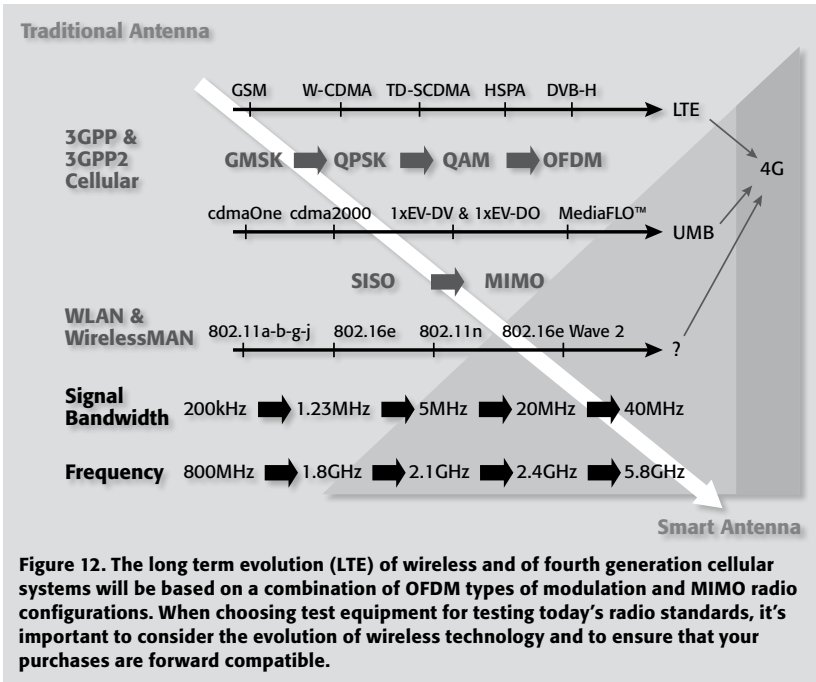 Traditional Antenna
GSM W-CDMA TD-SCDMA HSPA DVB-H
LTE
3GPP &
3GPP2
Cellular
GMSK QPSK QAM OFDM
4G
cdmaOne cdma2000 1xEV-DV & 1xEV-DO MediaFLO™
UMB
SISO MIMO
WLAN &
WirelessMAN
802.11a-b-g-j 802.16e 802.11n 802.16e Wave 2
?
Signal
Bandwidth
200kHz 1.23MHz 5MHz 20MHz 40MHz
Frequency 800MHz 1.8GHz 2.1GHz 2.4GHz 5.8GHz
Smart Antenna
Figure 12. The long term evolution (LTE) of wireless and of fourth generation cellular
systems will be based on a combination of OFDM types of modulation and MIMO radio
configurations. When choosing test equipment for testing today's radio standards, it's
important to consider the evolution of wireless technology and to ensure that your
purchases are forward compatible.